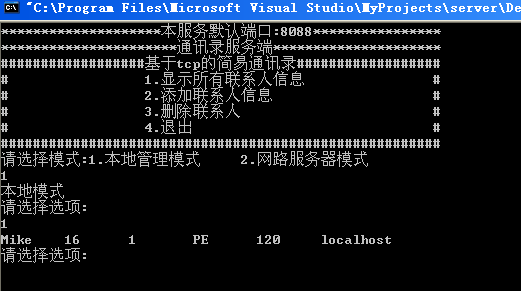 "C:\Program Files\Microsoft Visual Studio\MyProjects\server\De
********************本服务默认端口:8088****************
**********************通讯录服务端*********************
##################基于tcp的简易通讯录##################
# 1.显示所有联系人信息 #
# 2.添加联系人信息 #
# 3.删除联系人 #
# 4.退出 #
#######################################################
请选择模式:1.本地管理模式 2.网路服务器模式
1
本地模式
请选择选项:
1
Mike 16 1 PE 120 localhost
请选择选项: